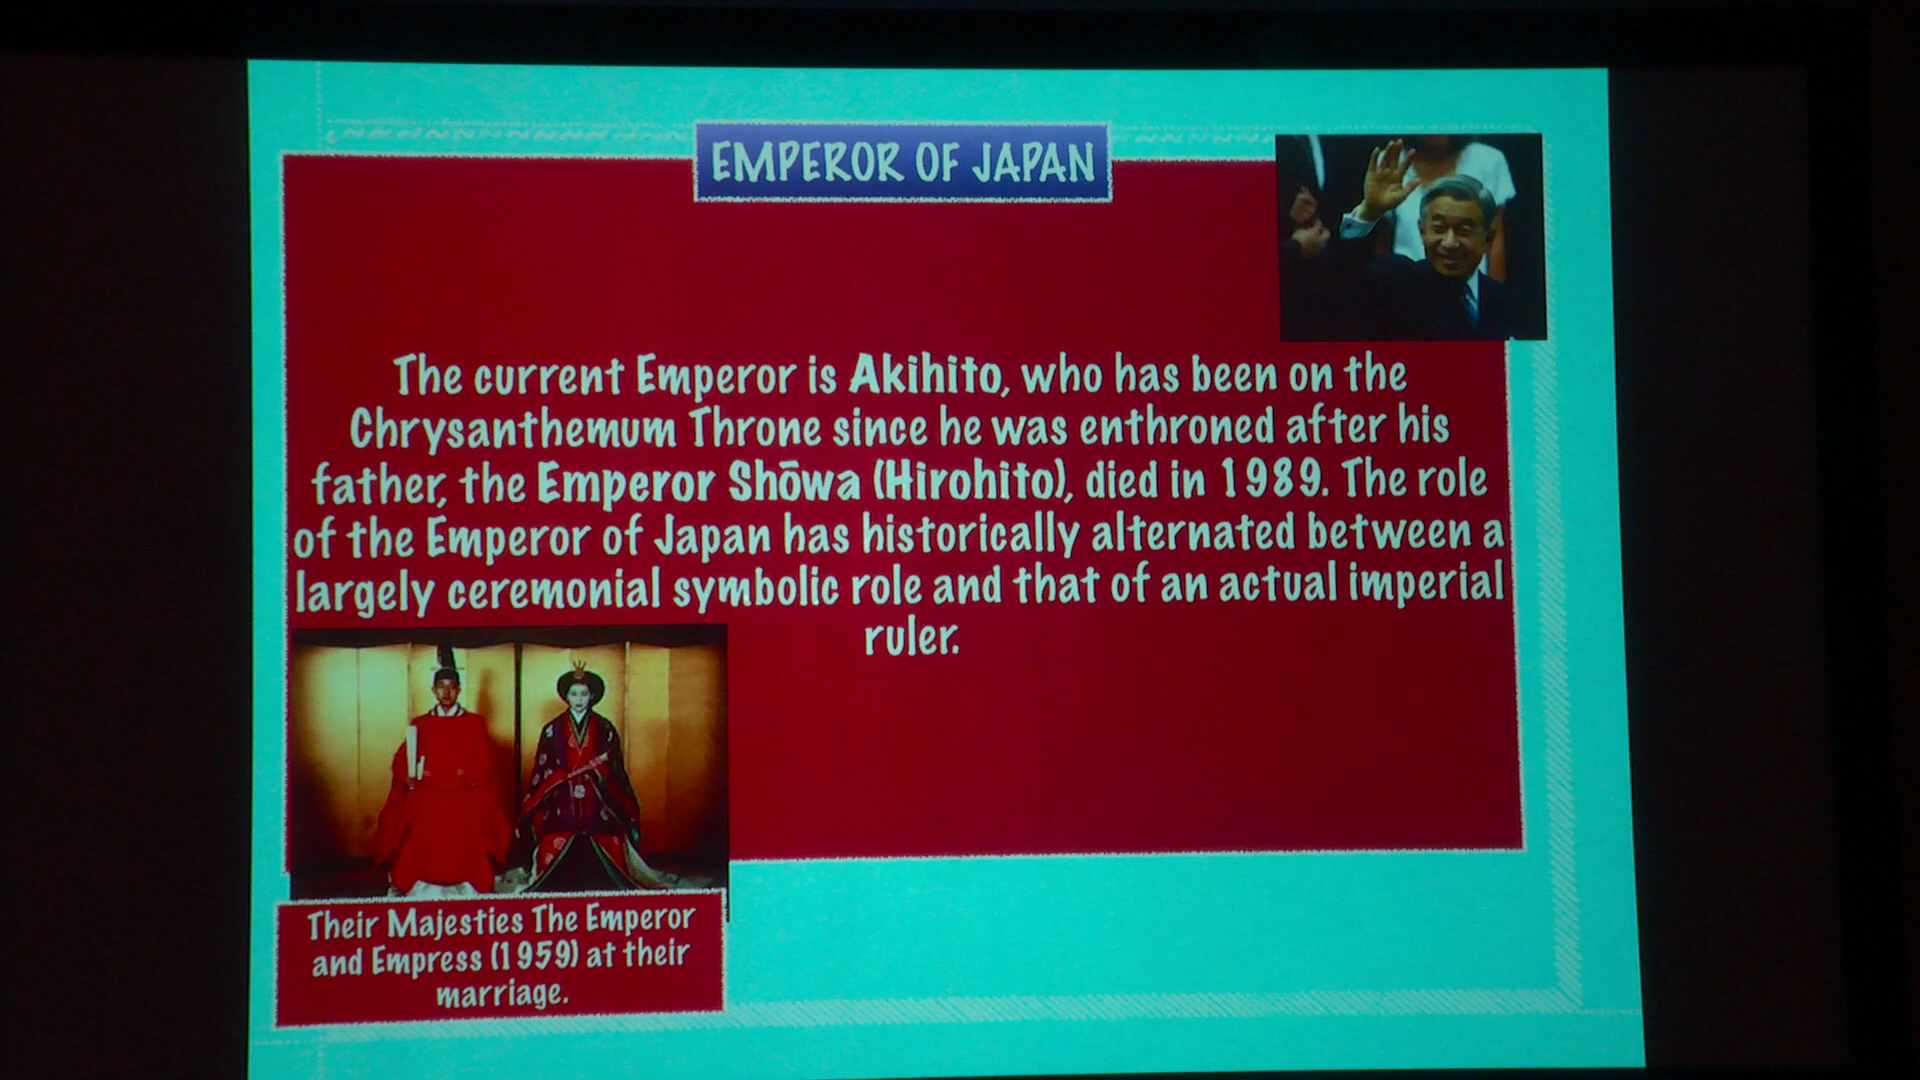 EMPEROR OF JAPAN
The current Emperor is Akihito, who has been on the
Chrysanthemum Throne since he was enthroned after his
father, the Emperor Shōwa (Hirohito), died in 1989. The role
of the Emperor of Japan has historically alternated between a
largely ceremonial symbolic role and that of an actual imperial
ruler.
Their Majesties The Emperor
and Empress (1959) at their
marriage.